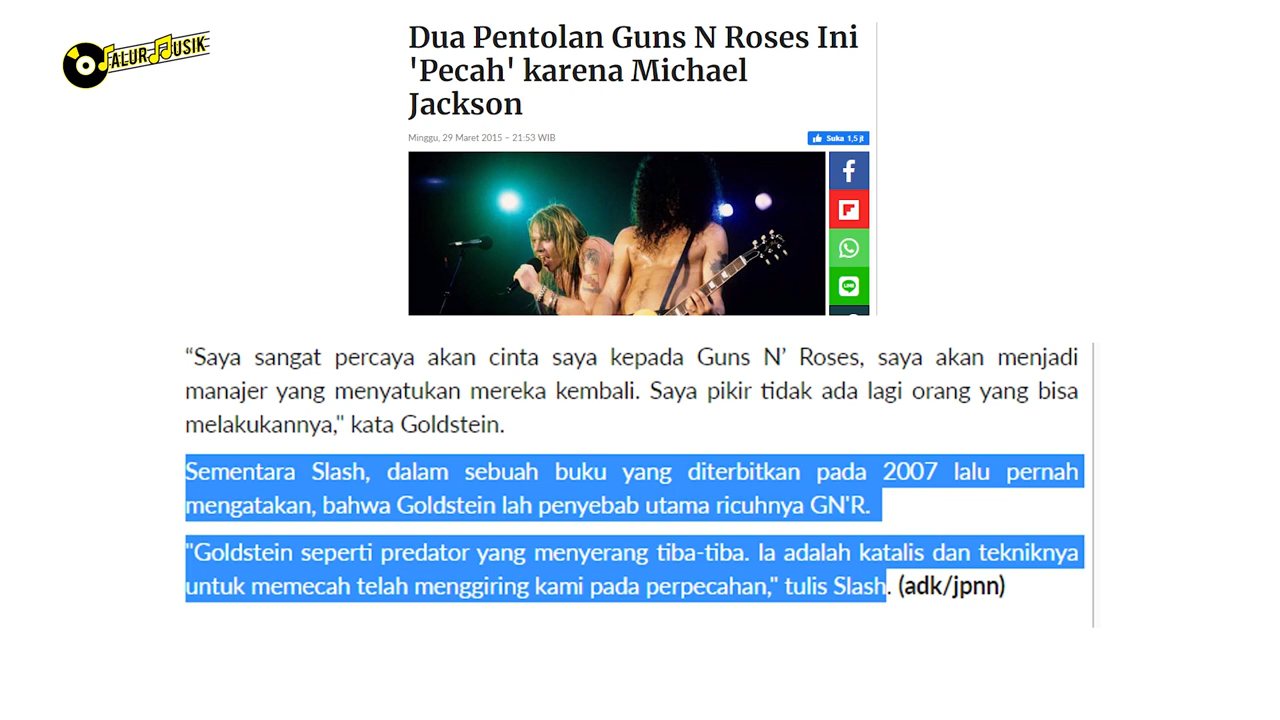 JALUR MUSIK
Dua Pentolan Guns N Roses Ini
'Pecah' karena Michael
Jackson
Minggu, 29 Maret 2015 – 21:53 WIB
Suka 1,5 jt
LINE
“Saya sangat percaya akan cinta saya kepada Guns N’ Roses, saya akan menjadi
manajer yang menyatukan mereka kembali. Saya pikir tidak ada lagi orang yang bisa
melakukannya," kata Goldstein.
Sementara Slash, dalam sebuah buku yang diterbitkan pada 2007 lalu pernah
mengatakan, bahwa Goldstein lah penyebab utama ricuhnya GN'R.
"Goldstein seperti predator yang menyerang tiba-tiba. Ia adalah katalis dan tekniknya
untuk memecah telah menggiring kami pada perpecahan," tulis Slash. (adk/jpnn)